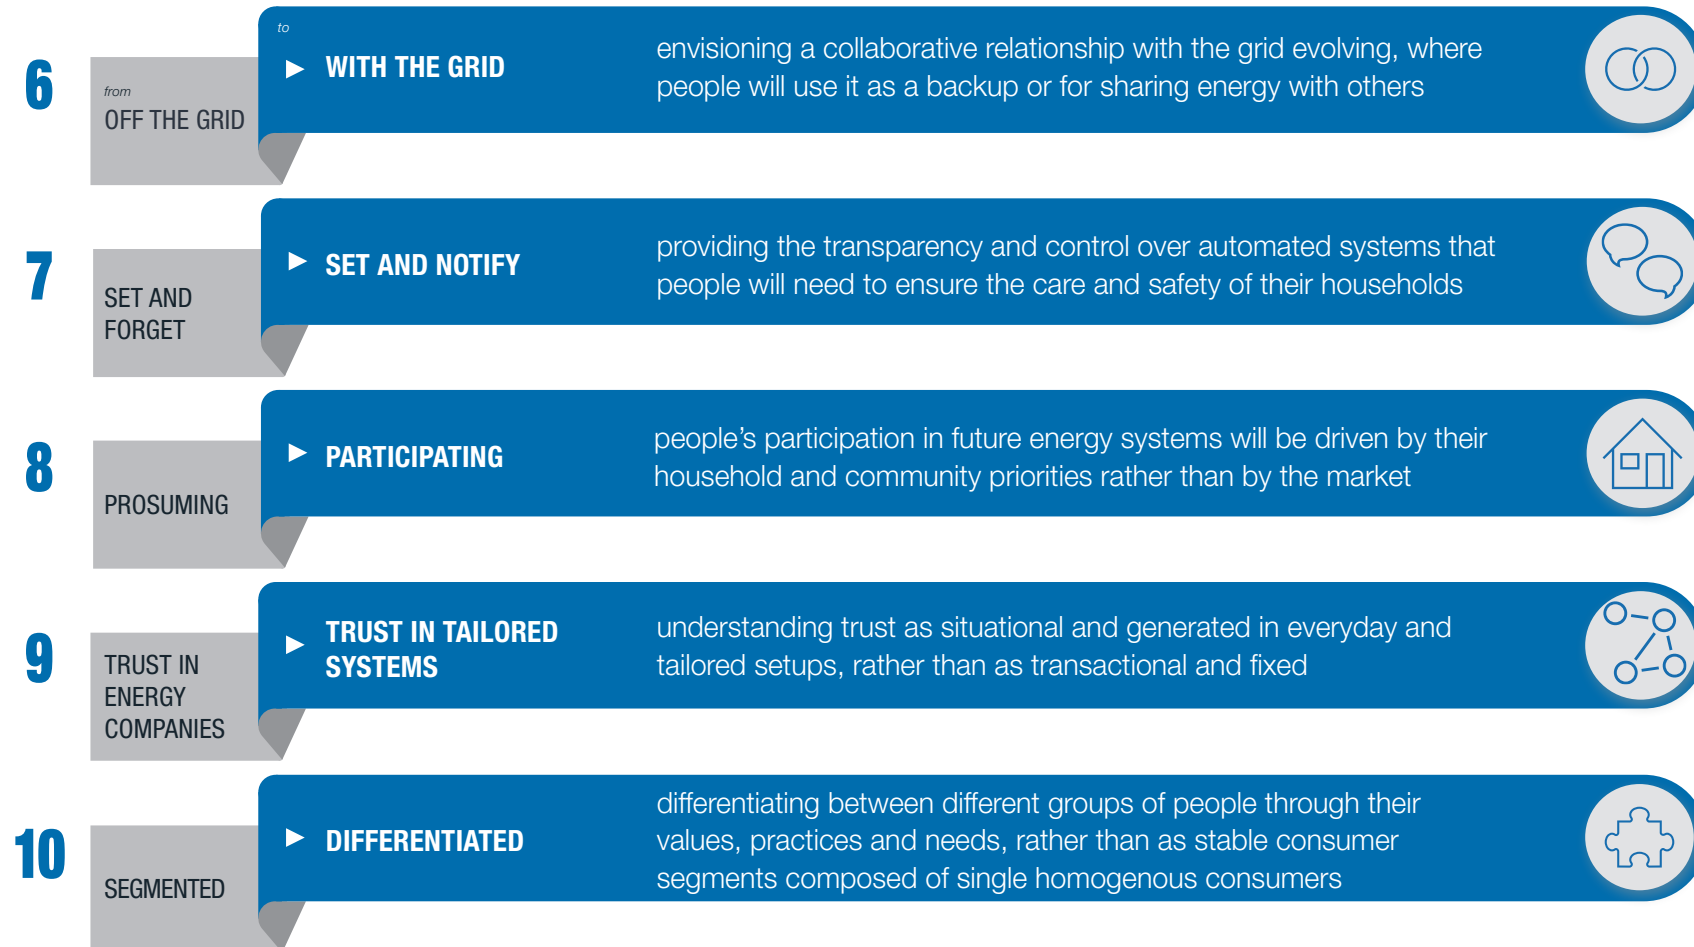 6
from
OFF THE GRID
to
WITH THE GRID
envisioning a collaborative relationship with the grid evolving, where
people will use it as a backup or for sharing energy with others
7
SET AND
FORGET
SET AND NOTIFY
providing the transparency and control over automated systems that
people will need to ensure the care and safety of their households
8
PROSUMING
PARTICIPATING
people’s participation in future energy systems will be driven by their
household and community priorities rather than by the market
9
TRUST IN
ENERGY
COMPANIES
TRUST IN TAILORED
SYSTEMS
understanding trust as situational and generated in everyday and
tailored setups, rather than as transactional and fixed
10
SEGMENTED
DIFFERENTIATED
differentiating between different groups of people through their
values, practices and needs, rather than as stable consumer
segments composed of single homogenous consumers